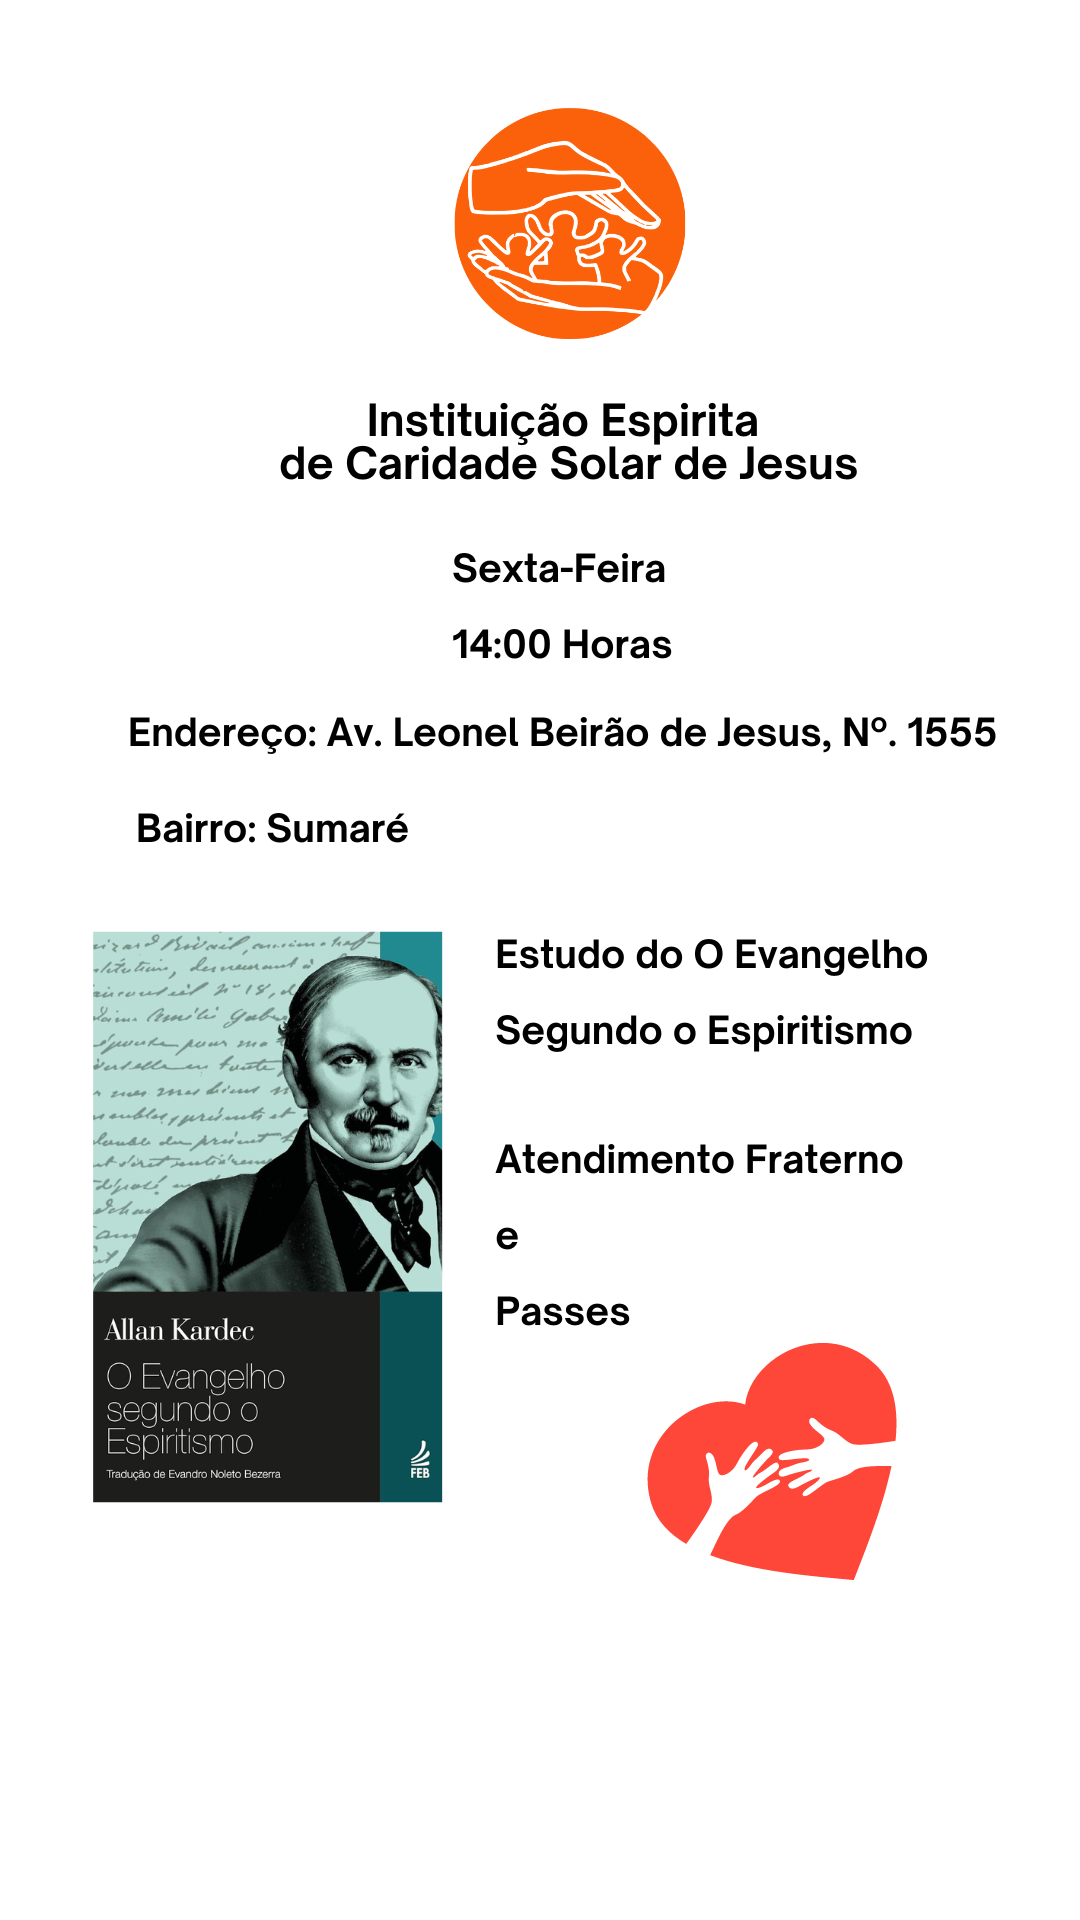 Instituição Espirita
de Caridade Solar de Jesus
Sexta-Feira
14:00 Horas
Endereço: Av. Leonel Beirão de Jesus, Nº. 1555
Bairro: Sumaré
Estudo do O Evangelho
Segundo o Espiritismo
Atendimento Fraterno
e
Passes
Allan Kardec
O Evangelho
segundo o
Espiritismo
Tradução de Evandro Noleto Bezerra
FEB